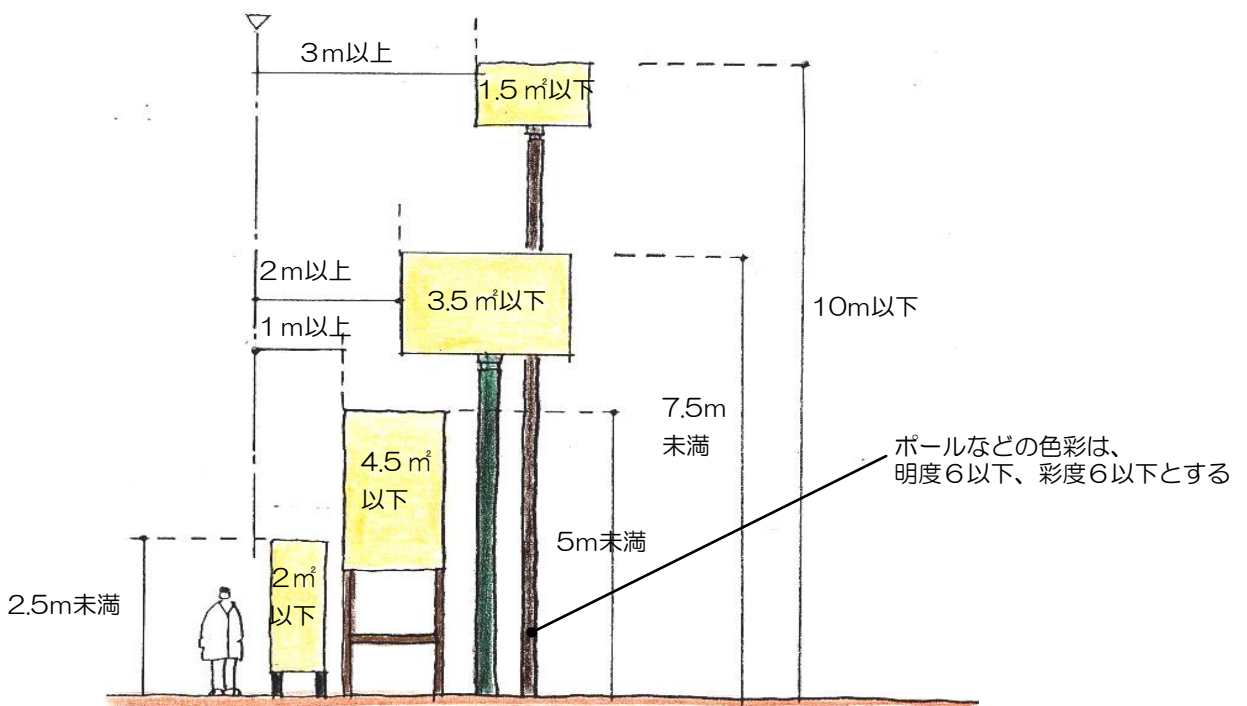 3m以上
1.5㎡以下
2m以上
3.5㎡以下
10m以下
1m以上
7.5m
未満
4.5㎡
以下
ポールなどの色彩は、
明度6以下、彩度6以下とする
5m未満
2㎡
以下
2.5m未満